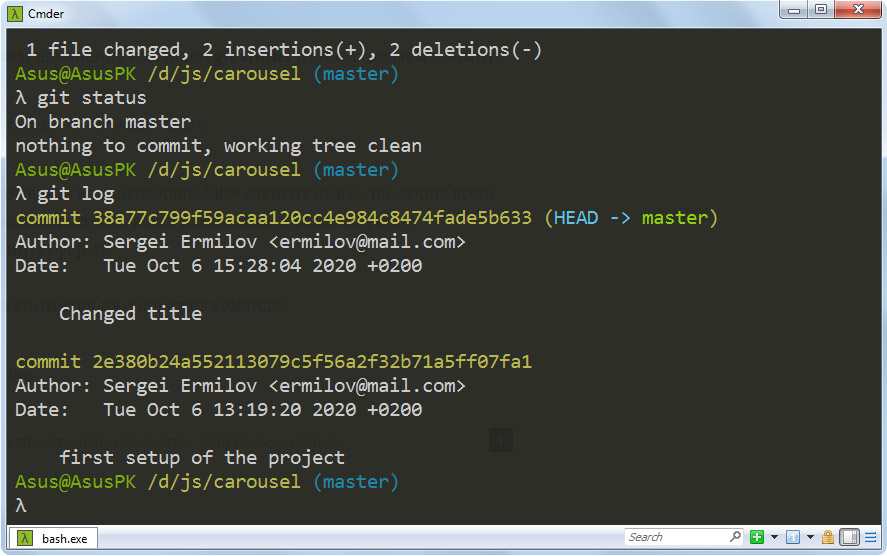 Cmder
1 file changed, 2 insertions(+), 2 deletions(-)
Asus@AsusPK /d/js/carousel (master)
λ git status
On branch master
nothing to commit, working tree clean
Asus@AsusPK /d/js/carousel (master)
λ git log
commit 38a77c799f59acaa120cc4e984c8474fade5b633 (HEAD -> master)
Author: Sergei Ermilov <ermilov@mail.com>
Date:   Tue Oct 6 15:28:04 2020 +0200
Changed title
commit 2e380b24a552113079c5f56a2f32b71a5ff07fa1
Author: Sergei Ermilov <ermilov@mail.com>
Date:   Tue Oct 6 13:19:20 2020 +0200
first setup of the project
Asus@AsusPK /d/js/carousel (master)
λ
bash.exe Search